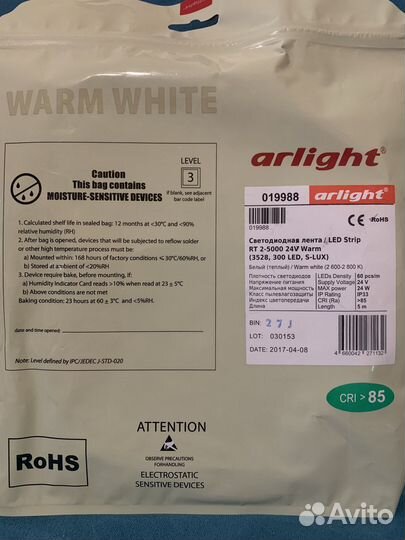 arlight
WARM WHITE
Caution
This bag contains
MOISTURE-SENSITIVE DEVICES
LEVEL
3
If blank, see adjacent
bar code label
1. Calculated shelf life in sealed bag: 12 months at <30℃ and <90%
relative humidity (RH)
2. After bag is opened, devices that will be subjected to reflow solder
or other high temperature process must be:
a) Mounted within: 168 hours of factory conditions ≤ 30℃/60% RH, or
b) Stored at ambient of <20%RH
3. Device require bake, before mounting, if:
a) Humidity Indicator Card reads >10% when read at 23 ± 5℃
b) Above conditions are not met
Baking condition: 23 hours at 60 ± 3℃ and <5%RH.
date and time opened:
Note: Level defined by IPC/JEDEC J-STD-020
RoHS
ATTENTION
OBSERVE PRECAUTIONS
FORHANDLING
ELECTROSTATIC
SENSITIVE DEVICES
arlight®
019988 arlight®
019988
CE RoHS
Светодиодная лента / LED Strip
RT 2-5000 24V Warm
(3528, 300 LED, S-LUX)
Белый (теплый) / Warm white (2 600-2 800 K)
Плотность светодиодов LEDs Density 60 pcs/m
Напряжение питания Supply Voltage 24 V
Максимальная мощность MAX power 24 W
Класс пылевлагозащиты IP Rating IP33
Индекс цветопередачи CRI (Ra) >85
Длина Length 5 m
BIN: 27J
LOT: 030153
DATE: 2017-04-08
4 660042 271132
CRI > 85
Avito